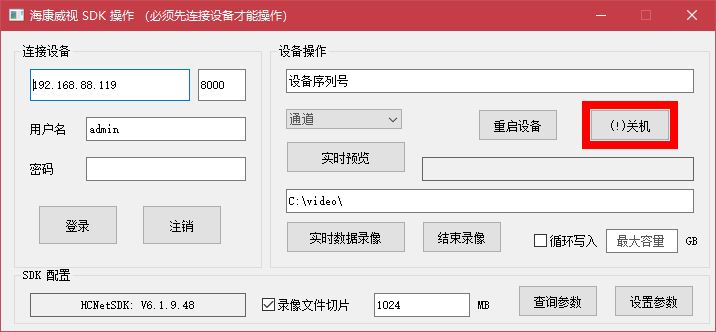 海康威视 SDK 操作 （必须先连接设备才能操作）
连接设备
192.168.88.119
8000
用户名
admin
密码
登录
注销
设备操作
设备序列号
通道
重启设备
(!)关机
实时预览
C:\video\
实时数据录像
结束录像
循环写入
最大容量
GB
SDK 配置
HCNetSDK: V6.1.9.48
录像文件切片
1024
MB
查询参数
设置参数